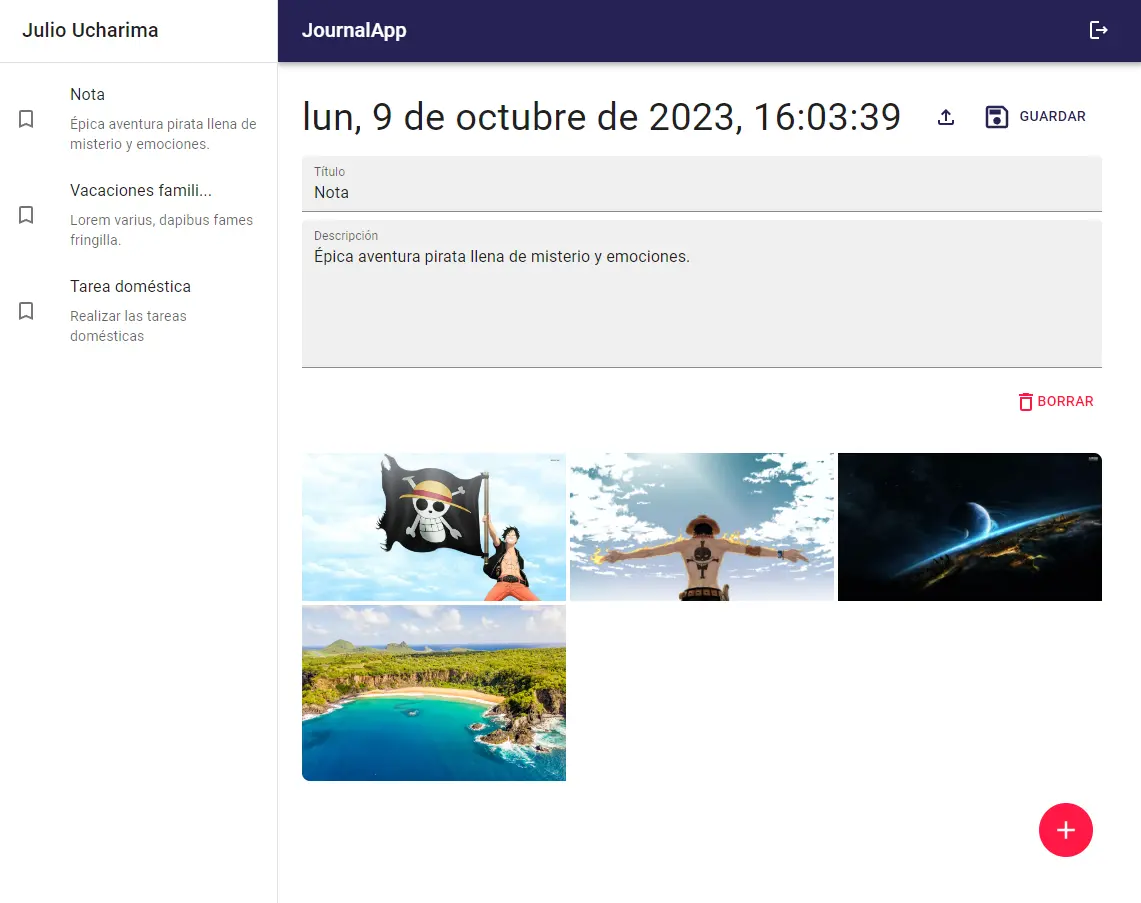 Julio Ucharima
JournalApp
Nota
Épica aventura pirata llena de
misterio y emociones.
Vacaciones famili...
Lorem varius, dapibus fames
fringilla.
Tarea doméstica
Realizar las tareas
domésticas
lun, 9 de octubre de 2023, 16:03:39
GUARDAR
Título
Nota
Descripción
Épica aventura pirata llena de misterio y emociones.
BORRAR